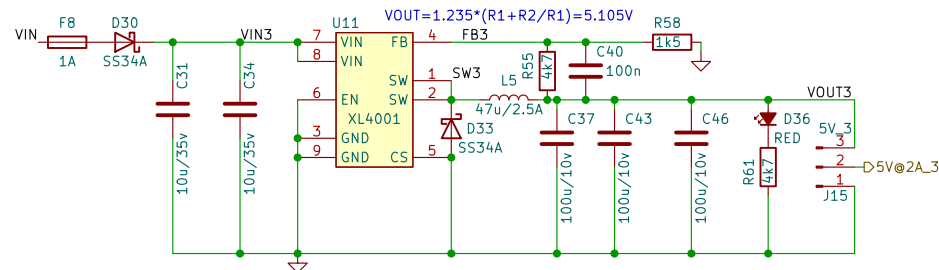 VOUT=1.235*(R1+R2/R1)=5.105V
VIN
F8
1A
D30
SS34A
VIN3
C31
10u/35v
C34
10u/35v
U11
XL4001
7
VIN
8
VIN
6
EN
3
GND
9
GND
FB
4
SW
1
SW
2
CS
5
FB3
SW3
D33
SS34A
L5
47u/2.5A
R55
4k7
C40
100n
R58
1k5
C37
100u/10v
C43
100u/10v
C46
100u/10v
D36
RED
R61
4k7
VOUT3
5V_3
3
2
1
J15
5V@2A_3